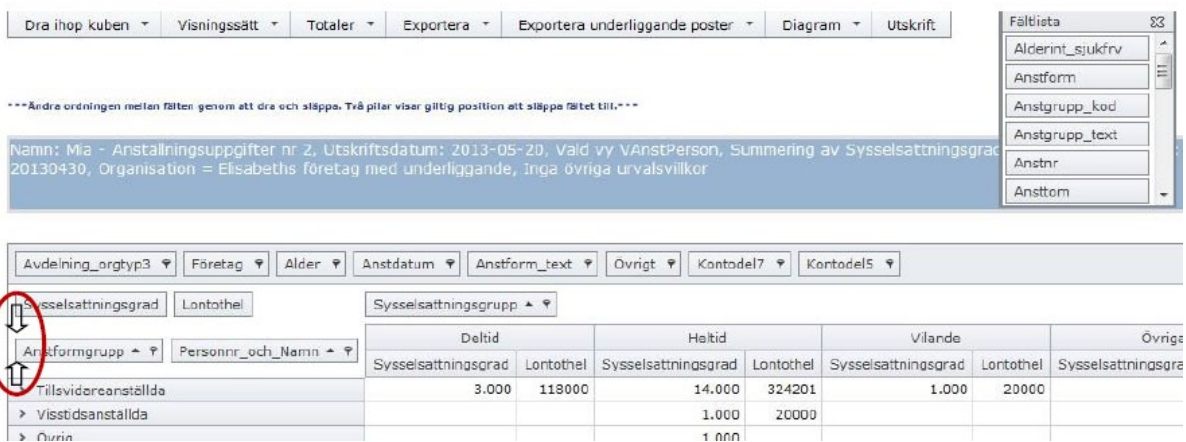 Dra ihop kuben Visningssätt Totaler Exportera Exportera underliggande poster Diagram Utskrift
Fältlista
Alderint_sjukfrv
Anstform
Anstgrupp_kod
Anstgrupp_text
Anstnr
Ansttom
***Ändra ordningen mellan fälten genom att dra och släppa. Två pilar visar giltig position att släppa fältet till.***
Namn: Mia - Anställningsuppgifter nr 2, Utskriftsdatum: 2013-05-20, Vald vy VAnstPerson, Summering av Sysselsattningsgrad
20130430, Organisation = Elisabeths företag med underliggande, Inga övriga urvalsvillkor
Avdelning_orgtyp3 Företag Alder Anstdatum Anstform_text Övrigt Kontodel7 Kontodel5
Sysselsattningsgrad Lontothel Sysselsattningsgrupp
Anstformgrupp Personnr_och_Namn
Deltid Heltid Vilande Övriga
Sysselsattningsgrad Lontothel Sysselsattningsgrad Lontothel Sysselsattningsgrad Lontothel Sysselsattningsgra
Tillsvidareanställda 3.000 118000 14.000 324201 1.000 20000
> Visstidsanställda 1.000 20000
> Övrig 1.000